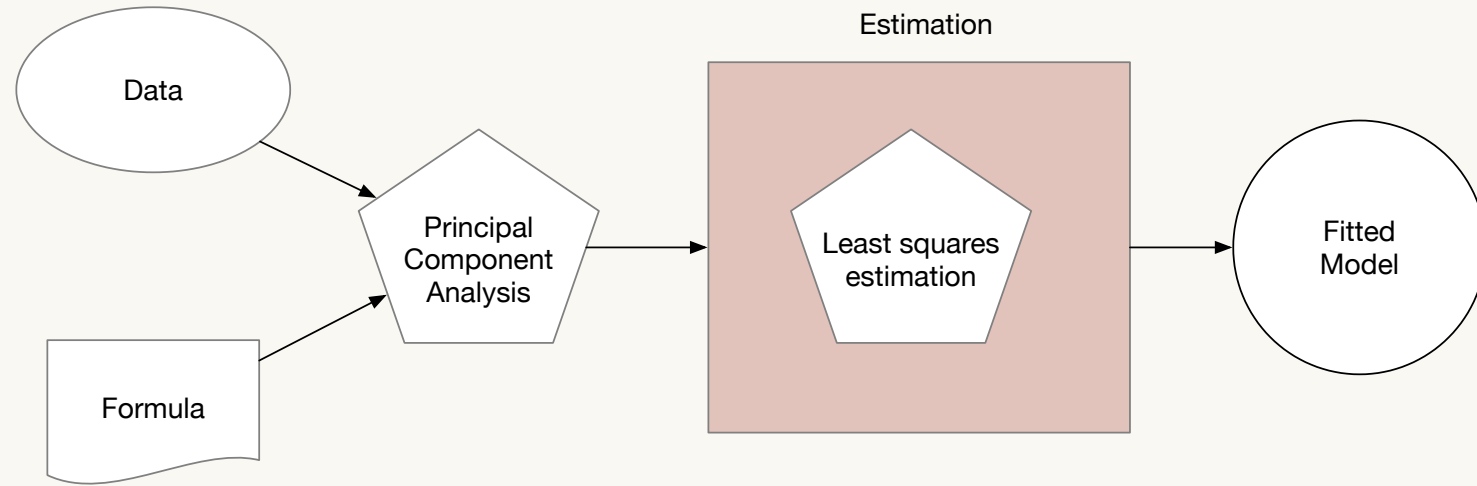 Estimation
Data
Principal
Component
Analysis
Least squares
estimation
Fitted
Model
Formula